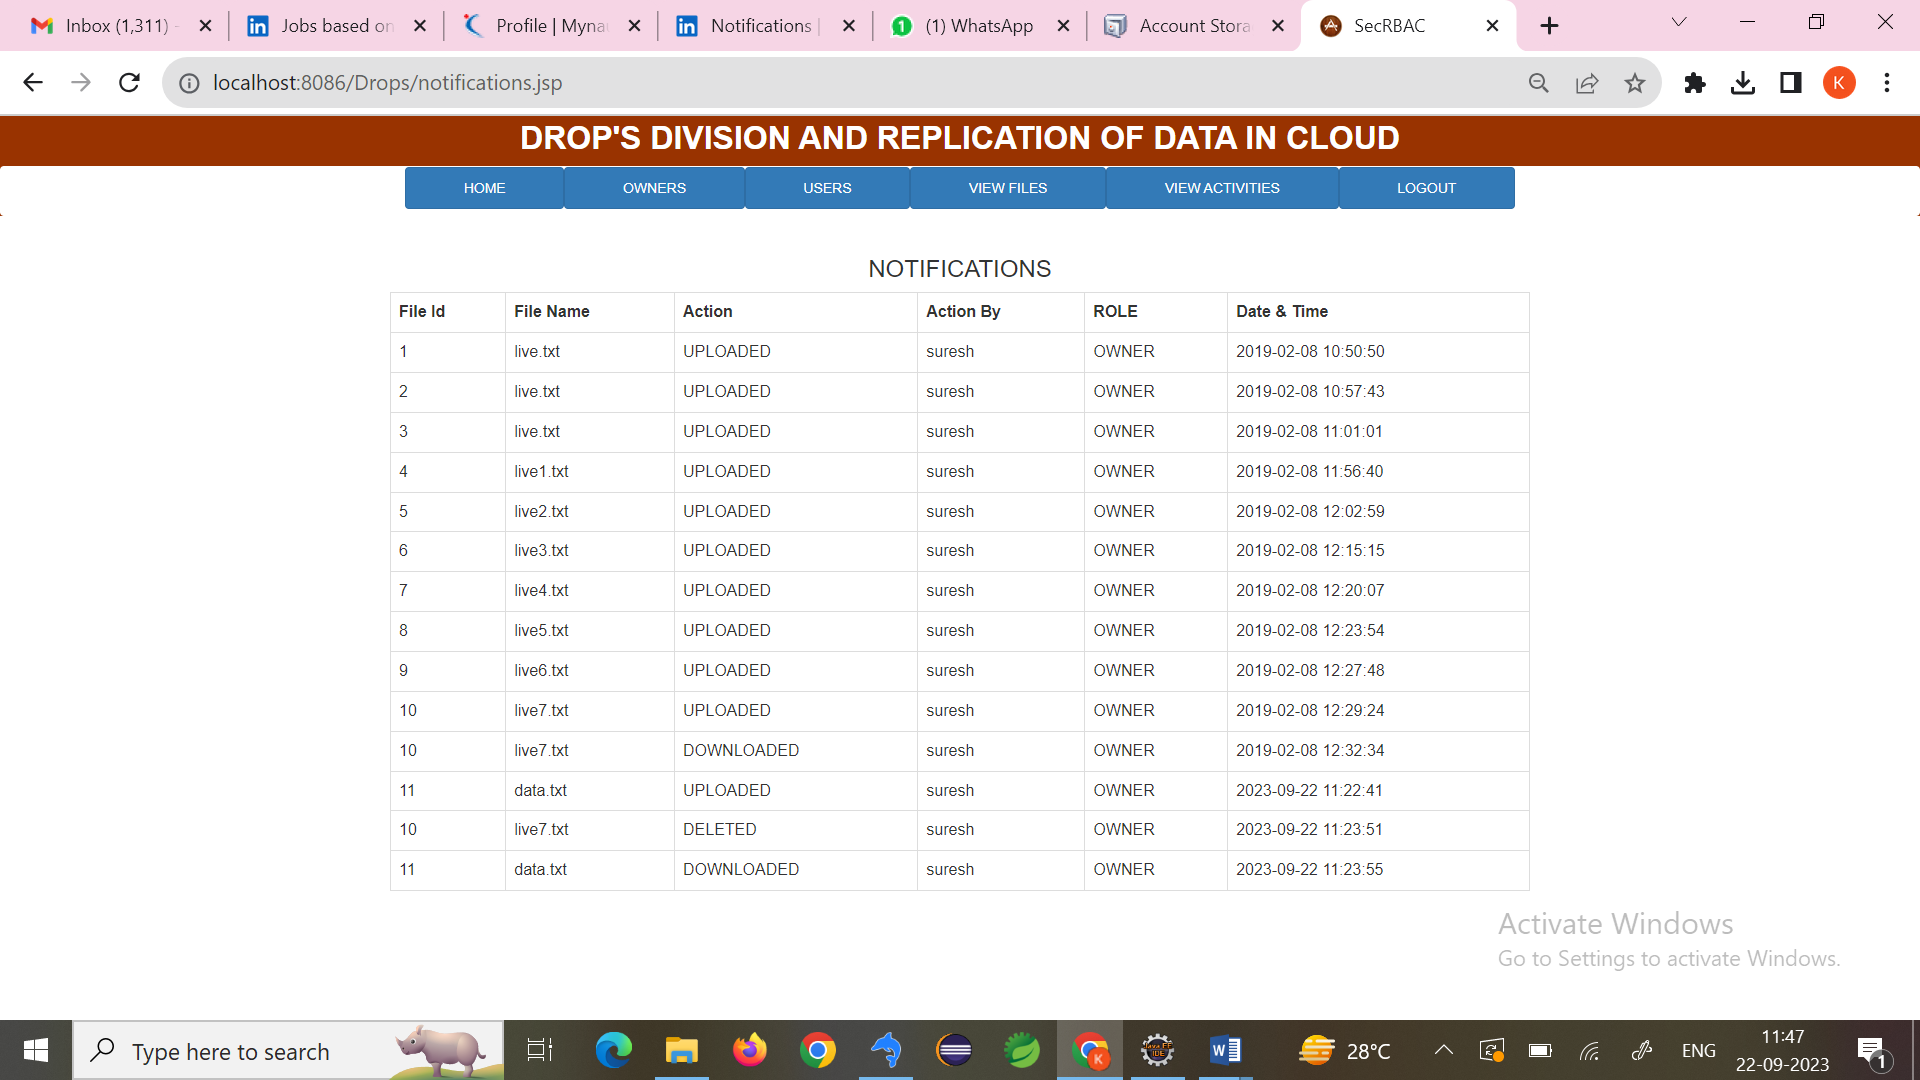 Inbox (1,311) -
Jobs based on
Profile | Mynau
Notifications |
(1) WhatsApp
Account Stora
SecRBAC
localhost:8086/Drops/notifications.jsp
K
DROP'S DIVISION AND REPLICATION OF DATA IN CLOUD
HOME OWNERS USERS VIEW FILES VIEW ACTIVITIES LOGOUT
NOTIFICATIONS
File Id File Name Action Action By ROLE Date & Time
1 live.txt UPLOADED suresh OWNER 2019-02-08 10:50:50
2 live.txt UPLOADED suresh OWNER 2019-02-08 10:57:43
3 live.txt UPLOADED suresh OWNER 2019-02-08 11:01:01
4 live1.txt UPLOADED suresh OWNER 2019-02-08 11:56:40
5 live2.txt UPLOADED suresh OWNER 2019-02-08 12:02:59
6 live3.txt UPLOADED suresh OWNER 2019-02-08 12:15:15
7 live4.txt UPLOADED suresh OWNER 2019-02-08 12:20:07
8 live5.txt UPLOADED suresh OWNER 2019-02-08 12:23:54
9 live6.txt UPLOADED suresh OWNER 2019-02-08 12:27:48
10 live7.txt UPLOADED suresh OWNER 2019-02-08 12:29:24
10 live7.txt DOWNLOADED suresh OWNER 2019-02-08 12:32:34
11 data.txt UPLOADED suresh OWNER 2023-09-22 11:22:41
10 live7.txt DELETED suresh OWNER 2023-09-22 11:23:51
11 data.txt DOWNLOADED suresh OWNER 2023-09-22 11:23:55
Activate Windows
Go to Settings to activate Windows.
Type here to search
K
Java EE
IDE
28°C
ENG
11:47
22-09-2023
1